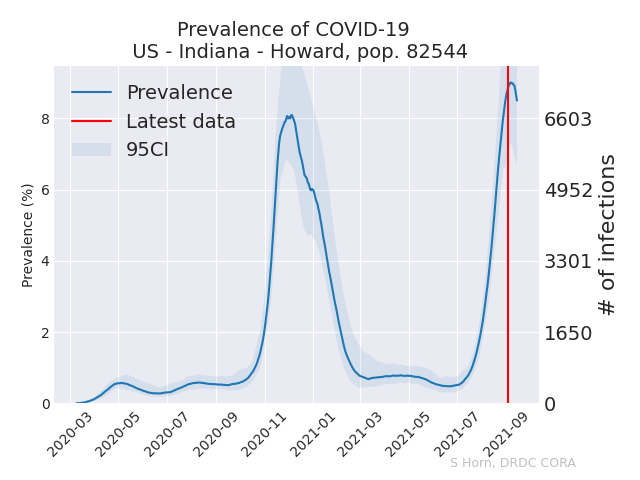 Prevalence of COVID-19
US - Indiana - Howard, pop. 82544
Prevalence
Latest data
95CI
Prevalence (%)
8
6
4
2
0
6603
4952
3301
1650
0
# of infections
2020-03
2020-05
2020-07
2020-09
2020-11
2021-01
2021-03
2021-05
2021-07
2021-09
S Horn, DRDC CORA